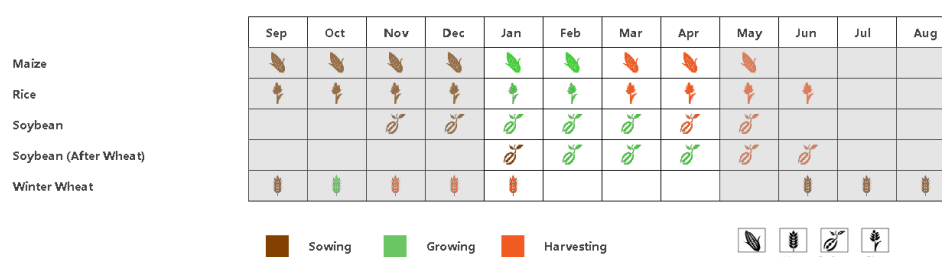 Sep Oct Nov Dec Jan Feb Mar Apr May Jun Jul Aug
Maize
Rice
Soybean
Soybean (After Wheat)
Winter Wheat
Sowing Growing Harvesting